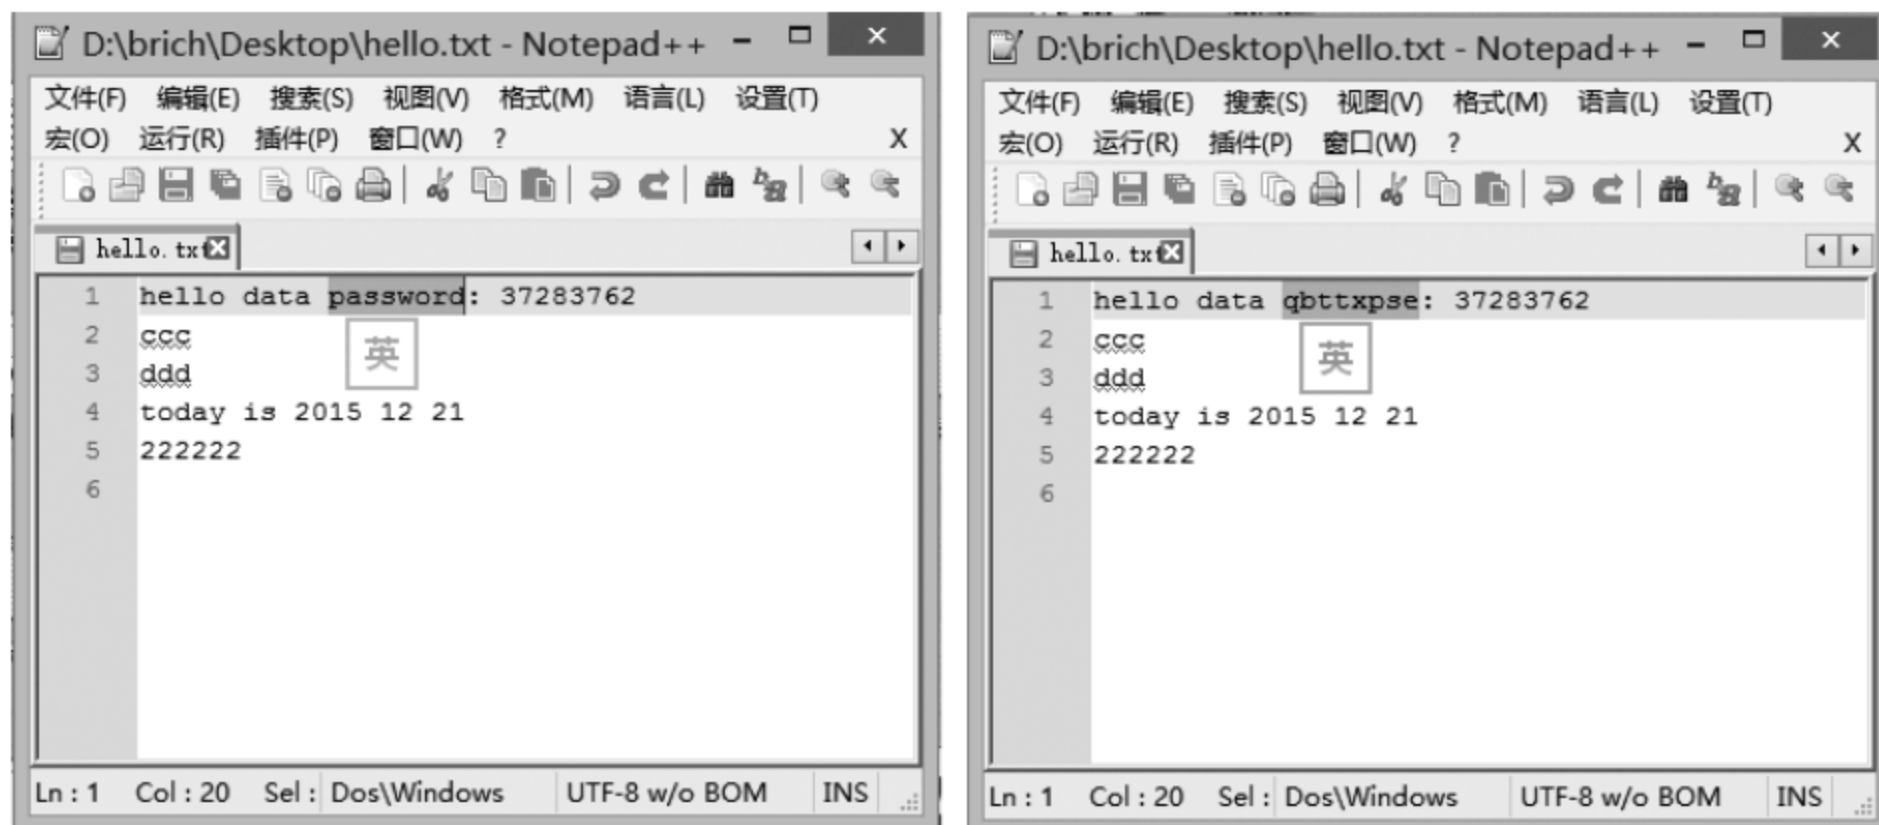 D:\brich\Desktop\hello.txt - Notepad++
文件(F) 编辑(E) 搜索(S) 视图(V) 格式(M) 语言(L) 设置(T)
宏(O) 运行(R) 插件(P) 窗口(W) ? X
hello.txt
1 hello data password: 37283762
2 ccc
英
3 ddd
4 today is 2015 12 21
5 222222
6
Ln : 1 Col : 20 Sel : Dos\Windows UTF-8 w/o BOM INS
D:\brich\Desktop\hello.txt - Notepad++
文件(F) 编辑(E) 搜索(S) 视图(V) 格式(M) 语言(L) 设置(T)
宏(O) 运行(R) 插件(P) 窗口(W) ? X
hello.txt
1 hello data qbttxpse: 37283762
2 ccc
英
3 ddd
4 today is 2015 12 21
5 222222
6
Ln : 1 Col : 20 Sel : Dos\Windows UTF-8 w/o BOM INS